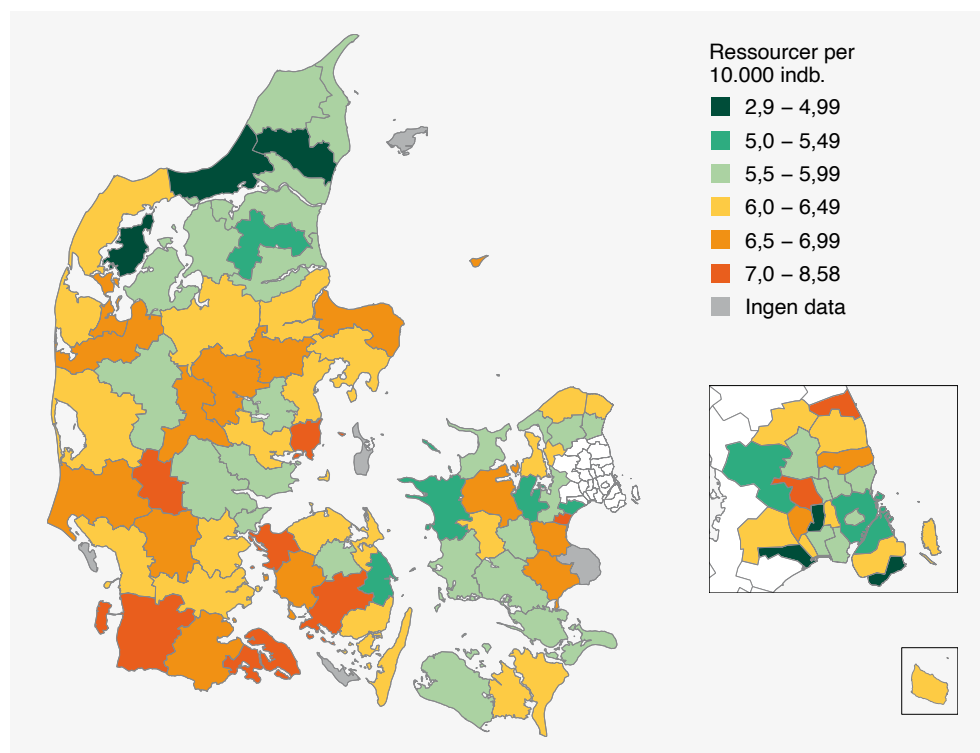 Ressourcer per
10.000 indb.
2,9 – 4,99
5,0 – 5,49
5,5 – 5,99
6,0 – 6,49
6,5 – 6,99
7,0 – 8,58
Ingen data